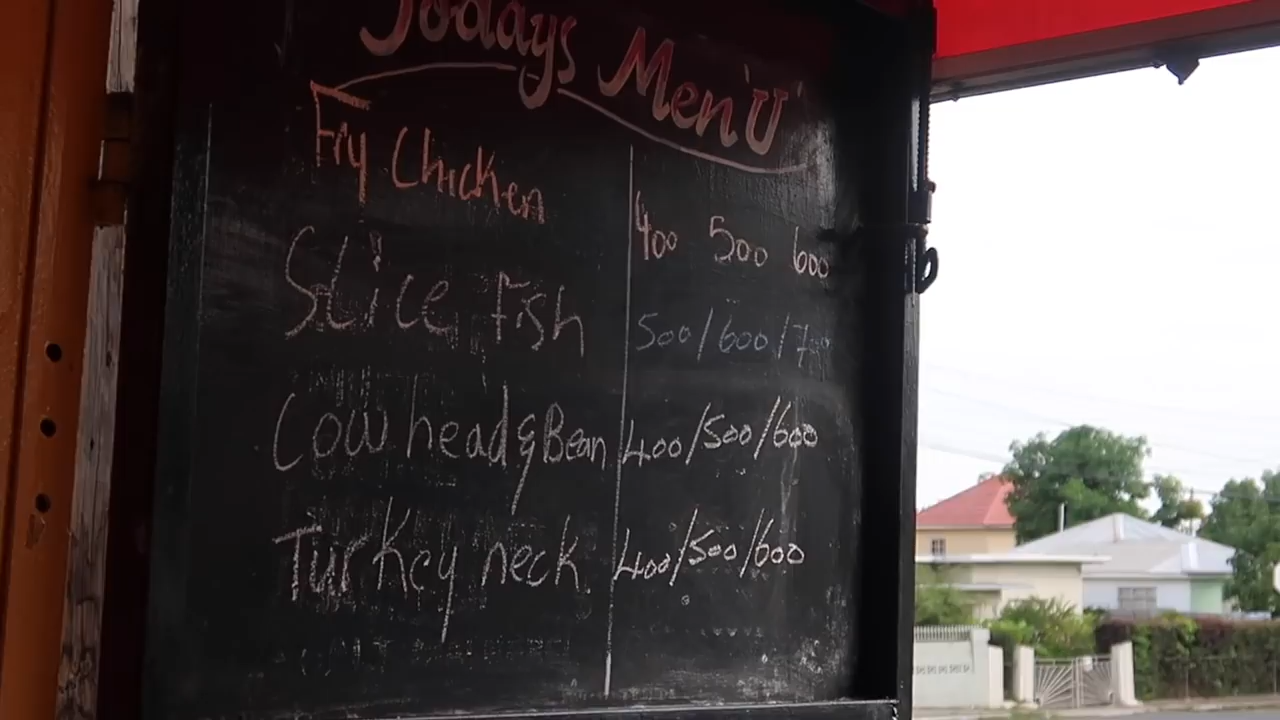 Todays Men'U
Fry Chicken 400 500 600
Slice Fish 500/600/700
Cow head & Bean 400/500/600
Turkey neck 400/500/600